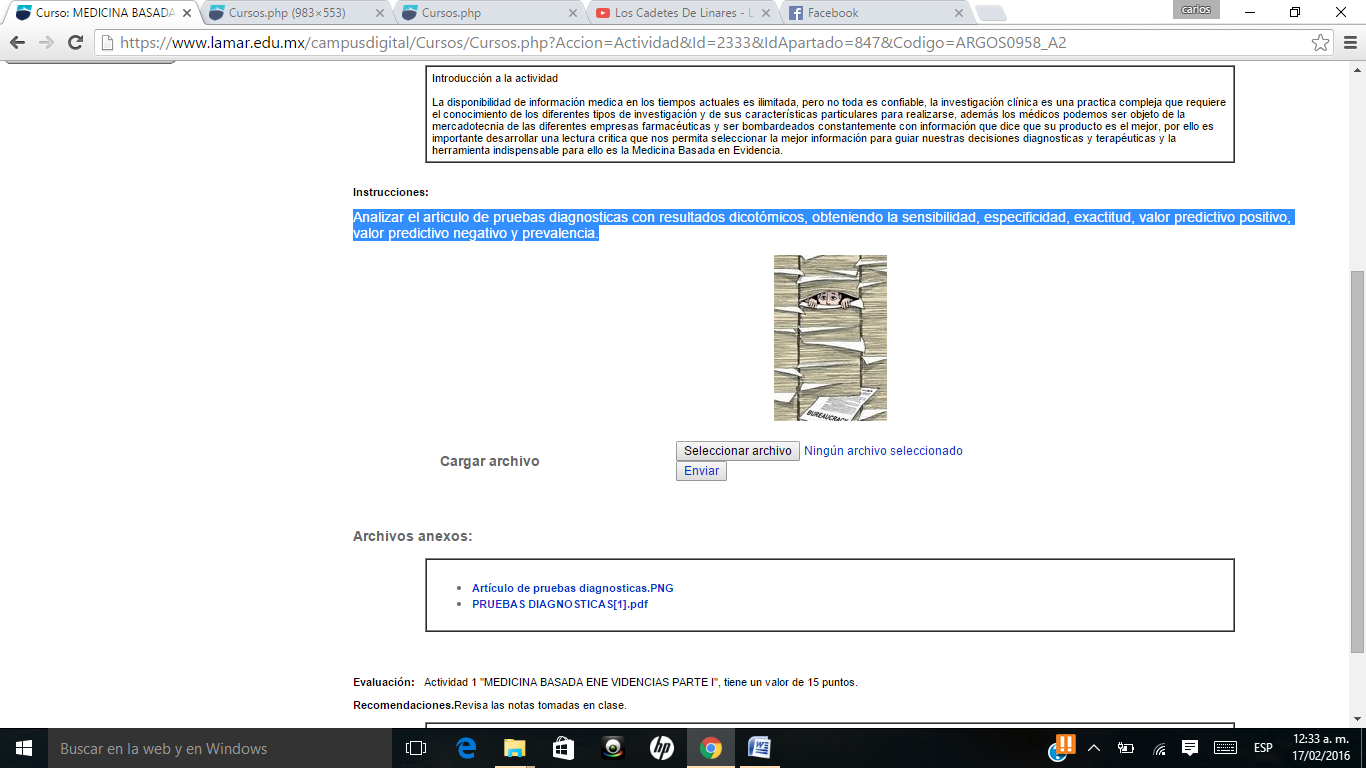 Curso: MEDICINA BASADA
Cursos.php (983×553)
Cursos.php
Los Cadetes De Linares - L
Facebook
carlos
https://www.lamar.edu.mx/campusdigital/Cursos/Cursos.php?Accion=Actividad&Id=2333&IdApartado=847&Codigo=ARGOS0958_A2
Introducción a la actividad
La disponibilidad de información medica en los tiempos actuales es ilimitada, pero no toda es confiable, la investigación clínica es una practica compleja que requiere
el conocimiento de los diferentes tipos de investigación y de sus características particulares para realizarse, además los médicos podemos ser objeto de la
mercadotecnia de las diferentes empresas farmacéuticas y ser bombardeados constantemente con información que dice que su producto es el mejor, por ello es
importante desarrollar una lectura critica que nos permita seleccionar la mejor información para guiar nuestras decisiones diagnosticas y terapéuticas y la
herramienta indispensable para ello es la Medicina Basada en Evidencia.
Instrucciones:
Analizar el articulo de pruebas diagnosticas con resultados dicotómicos, obteniendo la sensibilidad, especificidad, exactitud, valor predictivo positivo,
valor predictivo negativo y prevalencia.
BUREAUCRACY
Cargar archivo
Seleccionar archivo Ningún archivo seleccionado
Enviar
Archivos anexos:
• Artículo de pruebas diagnosticas.PNG
• PRUEBAS DIAGNOSTICAS[1].pdf
Evaluación: Actividad 1 "MEDICINA BASADA ENE VIDENCIAS PARTE I", tiene un valor de 15 puntos.
Recomendaciones.Revisa las notas tomadas en clase.
Buscar en la web y en Windows
hp
ESP
12:33 a. m.
17/02/2016